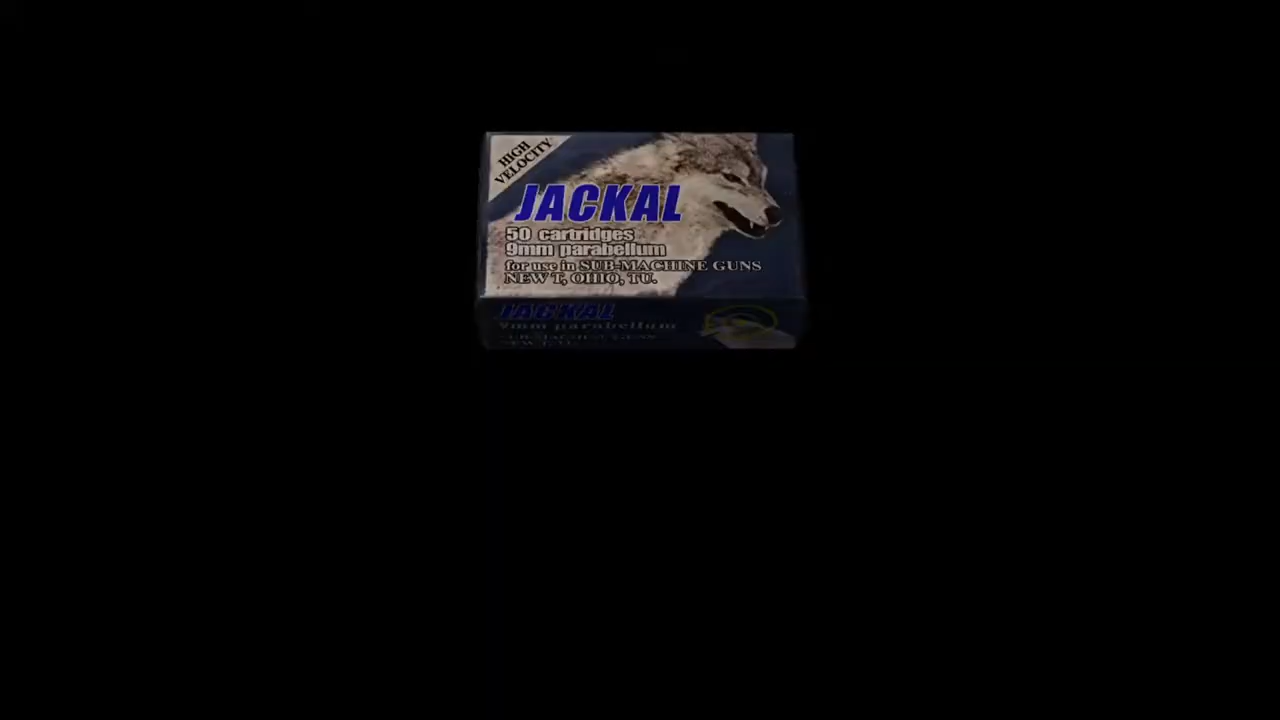 HIGH
VELOCITY
JACKAL
50 cartridges
9mm parabellum
for use in SUB-MACHINE GUNS
NEW T, OHIO, TU.
JACKAL
9mm parabellum